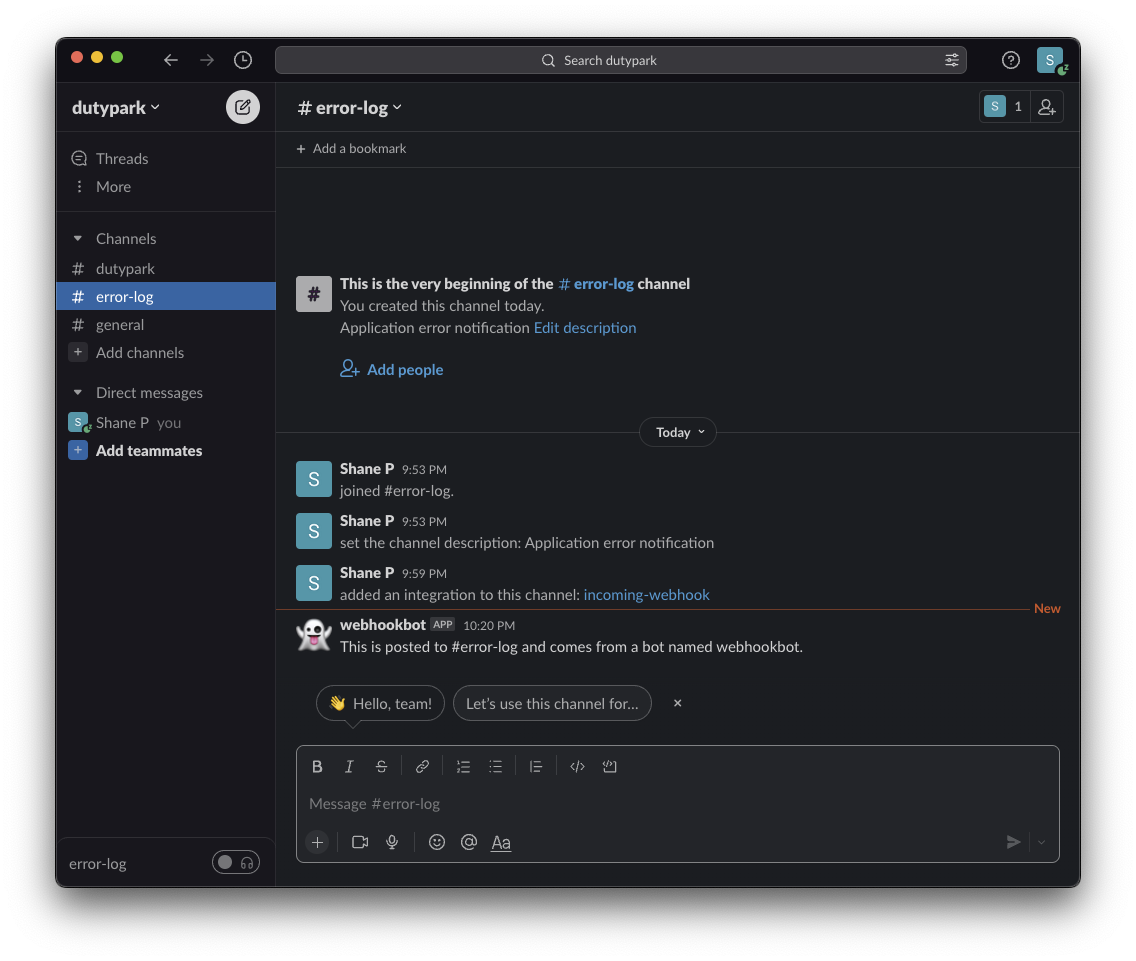 Search dutypark
S
dutypark
Threads
More
Channels
# dutypark
# error-log
# general
+ Add channels
Direct messages
S Shane P you
+ Add teammates
error-log
# error-log
S 1
+ Add a bookmark
# This is the very beginning of the # error-log channel
You created this channel today.
Application error notification Edit description
Add people
Today
S Shane P 9:53 PM
joined #error-log.
S Shane P 9:53 PM
set the channel description: Application error notification
S Shane P 9:59 PM
added an integration to this channel: incoming-webhook
New
webhookbot APP 10:20 PM
This is posted to #error-log and comes from a bot named webhookbot.
👋 Hello, team! Let’s use this channel for... ×
B I S
Message #error-log
+ @ Aa